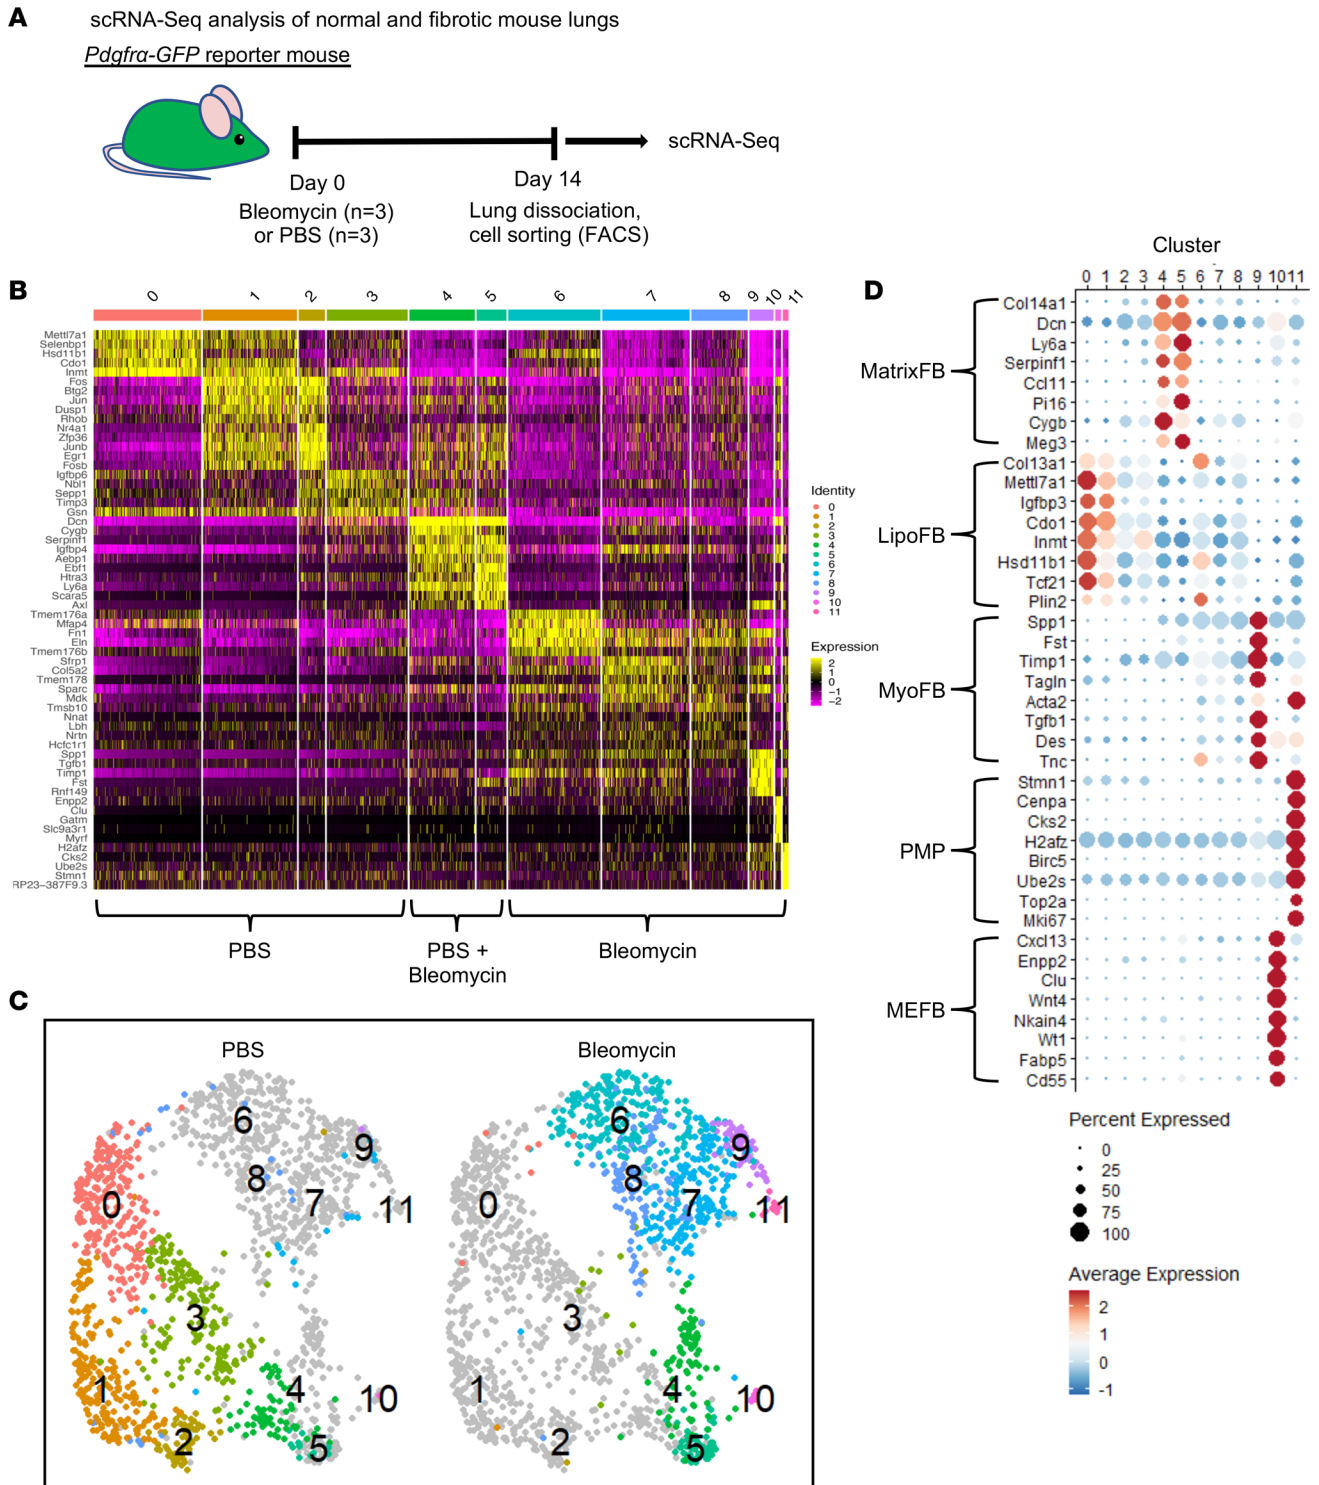 A
scRNA-Seq analysis of normal and fibrotic mouse lungs
Pdgfrα-GFP reporter mouse
scRNA-Seq
Day 0
Bleomycin (n=3)
or PBS (n=3)
Day 14
Lung dissociation,
cell sorting (FACS)
B
0 1 2 3 4 5 6 7 8 9 10 11
Mettl7a1
Selenbp1
Hsd11b1
Cdo1
Inmt
Fos
Btg2
Jun
Dusp1
Rhob
Nr4a1
Zfp36
Junb
Egr1
Fosb
Igfbp6
Nbl1
Sepp1
Timp3
Gsn
Dcn
Cygb
Serpinf1
Igfbp4
Aebp1
Ebf1
Htra3
Ly6a
Scara5
Axl
Tmem176a
Mfap4
Fn1
Eln
Tmem176b
Sfrp1
Col5a2
Tmem178
Sparc
Mdk
Tmsb10
Nnat
Lbh
Nrtn
Hcfc1r1
Spp1
Tgfb1
Timp1
Fst
Rnf149
Enpp2
Clu
Gatm
Slc9a3r1
Myrf
H2afz
Cks2
Ube2s
Stmn1
RP23-387F9.3
Identity
0
1
2
3
4
5
6
7
8
9
10
11
Expression
2
1
0
−1
−2
PBS
PBS +
Bleomycin
Bleomycin
C
PBS
6
9
8
7
11
0
3
1
4
10
2
5
Bleomycin
6
9
8
7
11
0
3
1
4
10
2
5
D
Cluster
0 1 2 3 4 5 6 7 8 9 10 11
MatrixFB
Col14a1
Dcn
Ly6a
Serpinf1
Ccl11
Pi16
Cygb
Meg3
LipoFB
Col13a1
Mettl7a1
Igfbp3
Cdo1
Inmt
Hsd11b1
Tcf21
Plin2
MyoFB
Spp1
Fst
Timp1
Tagln
Acta2
Tgfb1
Des
Tnc
PMP
Stmn1
Cenpa
Cks2
H2afz
Birc5
Ube2s
Top2a
Mki67
MEFB
Cxcl13
Enpp2
Clu
Wnt4
Nkain4
Wt1
Fabp5
Cd55
Percent Expressed
0
25
50
75
100
Average Expression
2
1
0
-1